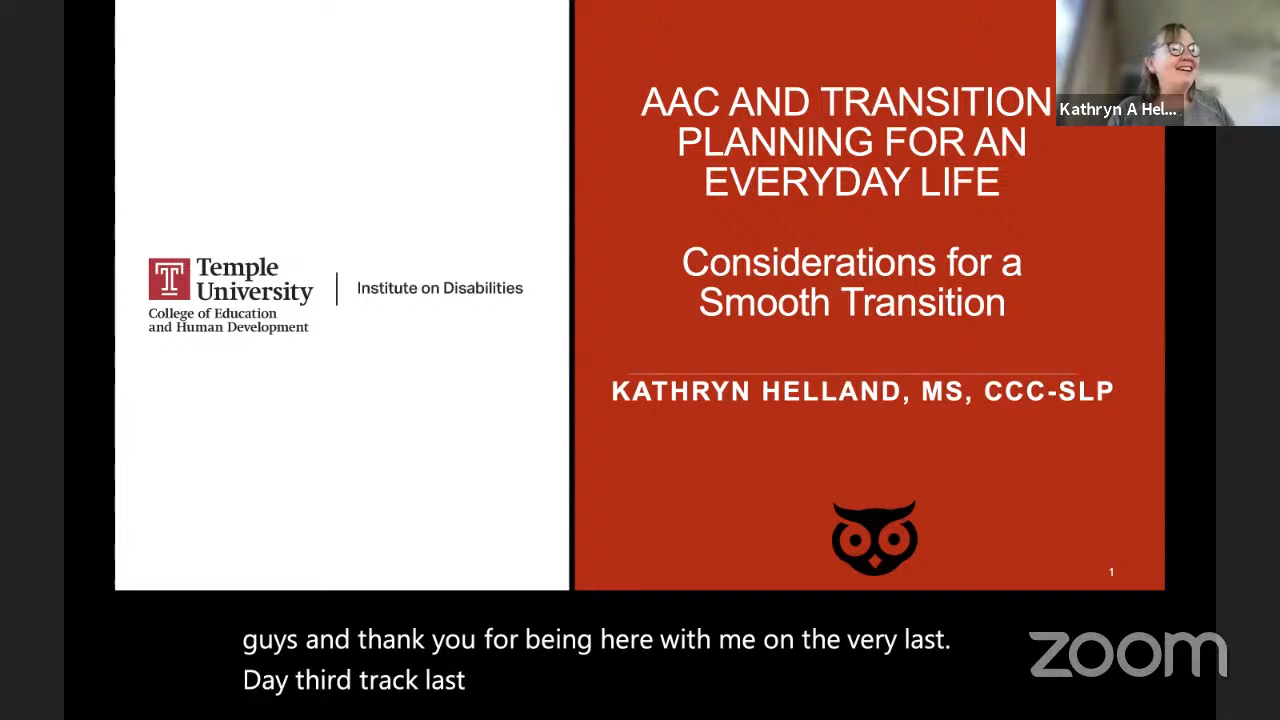 AAC AND TRANSITION
PLANNING FOR AN
EVERYDAY LIFE
Considerations for a
Smooth Transition
KATHRYN HELLAND, MS, CCC-SLP
Temple
University
College of Education
and Human Development
Institute on Disabilities
Kathryn A Hel...
1
guys and thank you for being here with me on the very last.
Day third track last
zoom